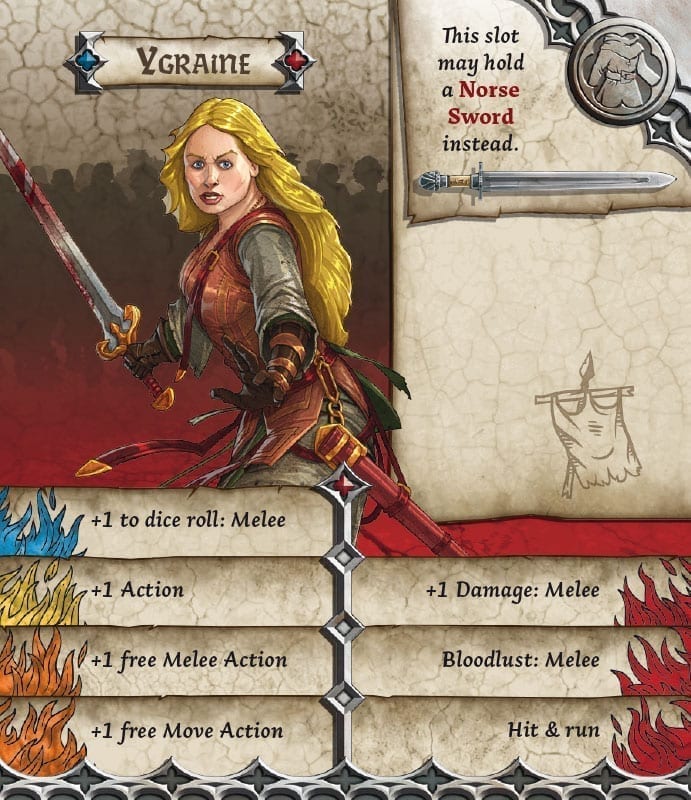 Ygraine
This slot
may hold
a Norse
Sword
instead.
+1 to dice roll: Melee
+1 Action
+1 free Melee Action
+1 free Move Action
+1 Damage: Melee
Bloodlust: Melee
Hit & run